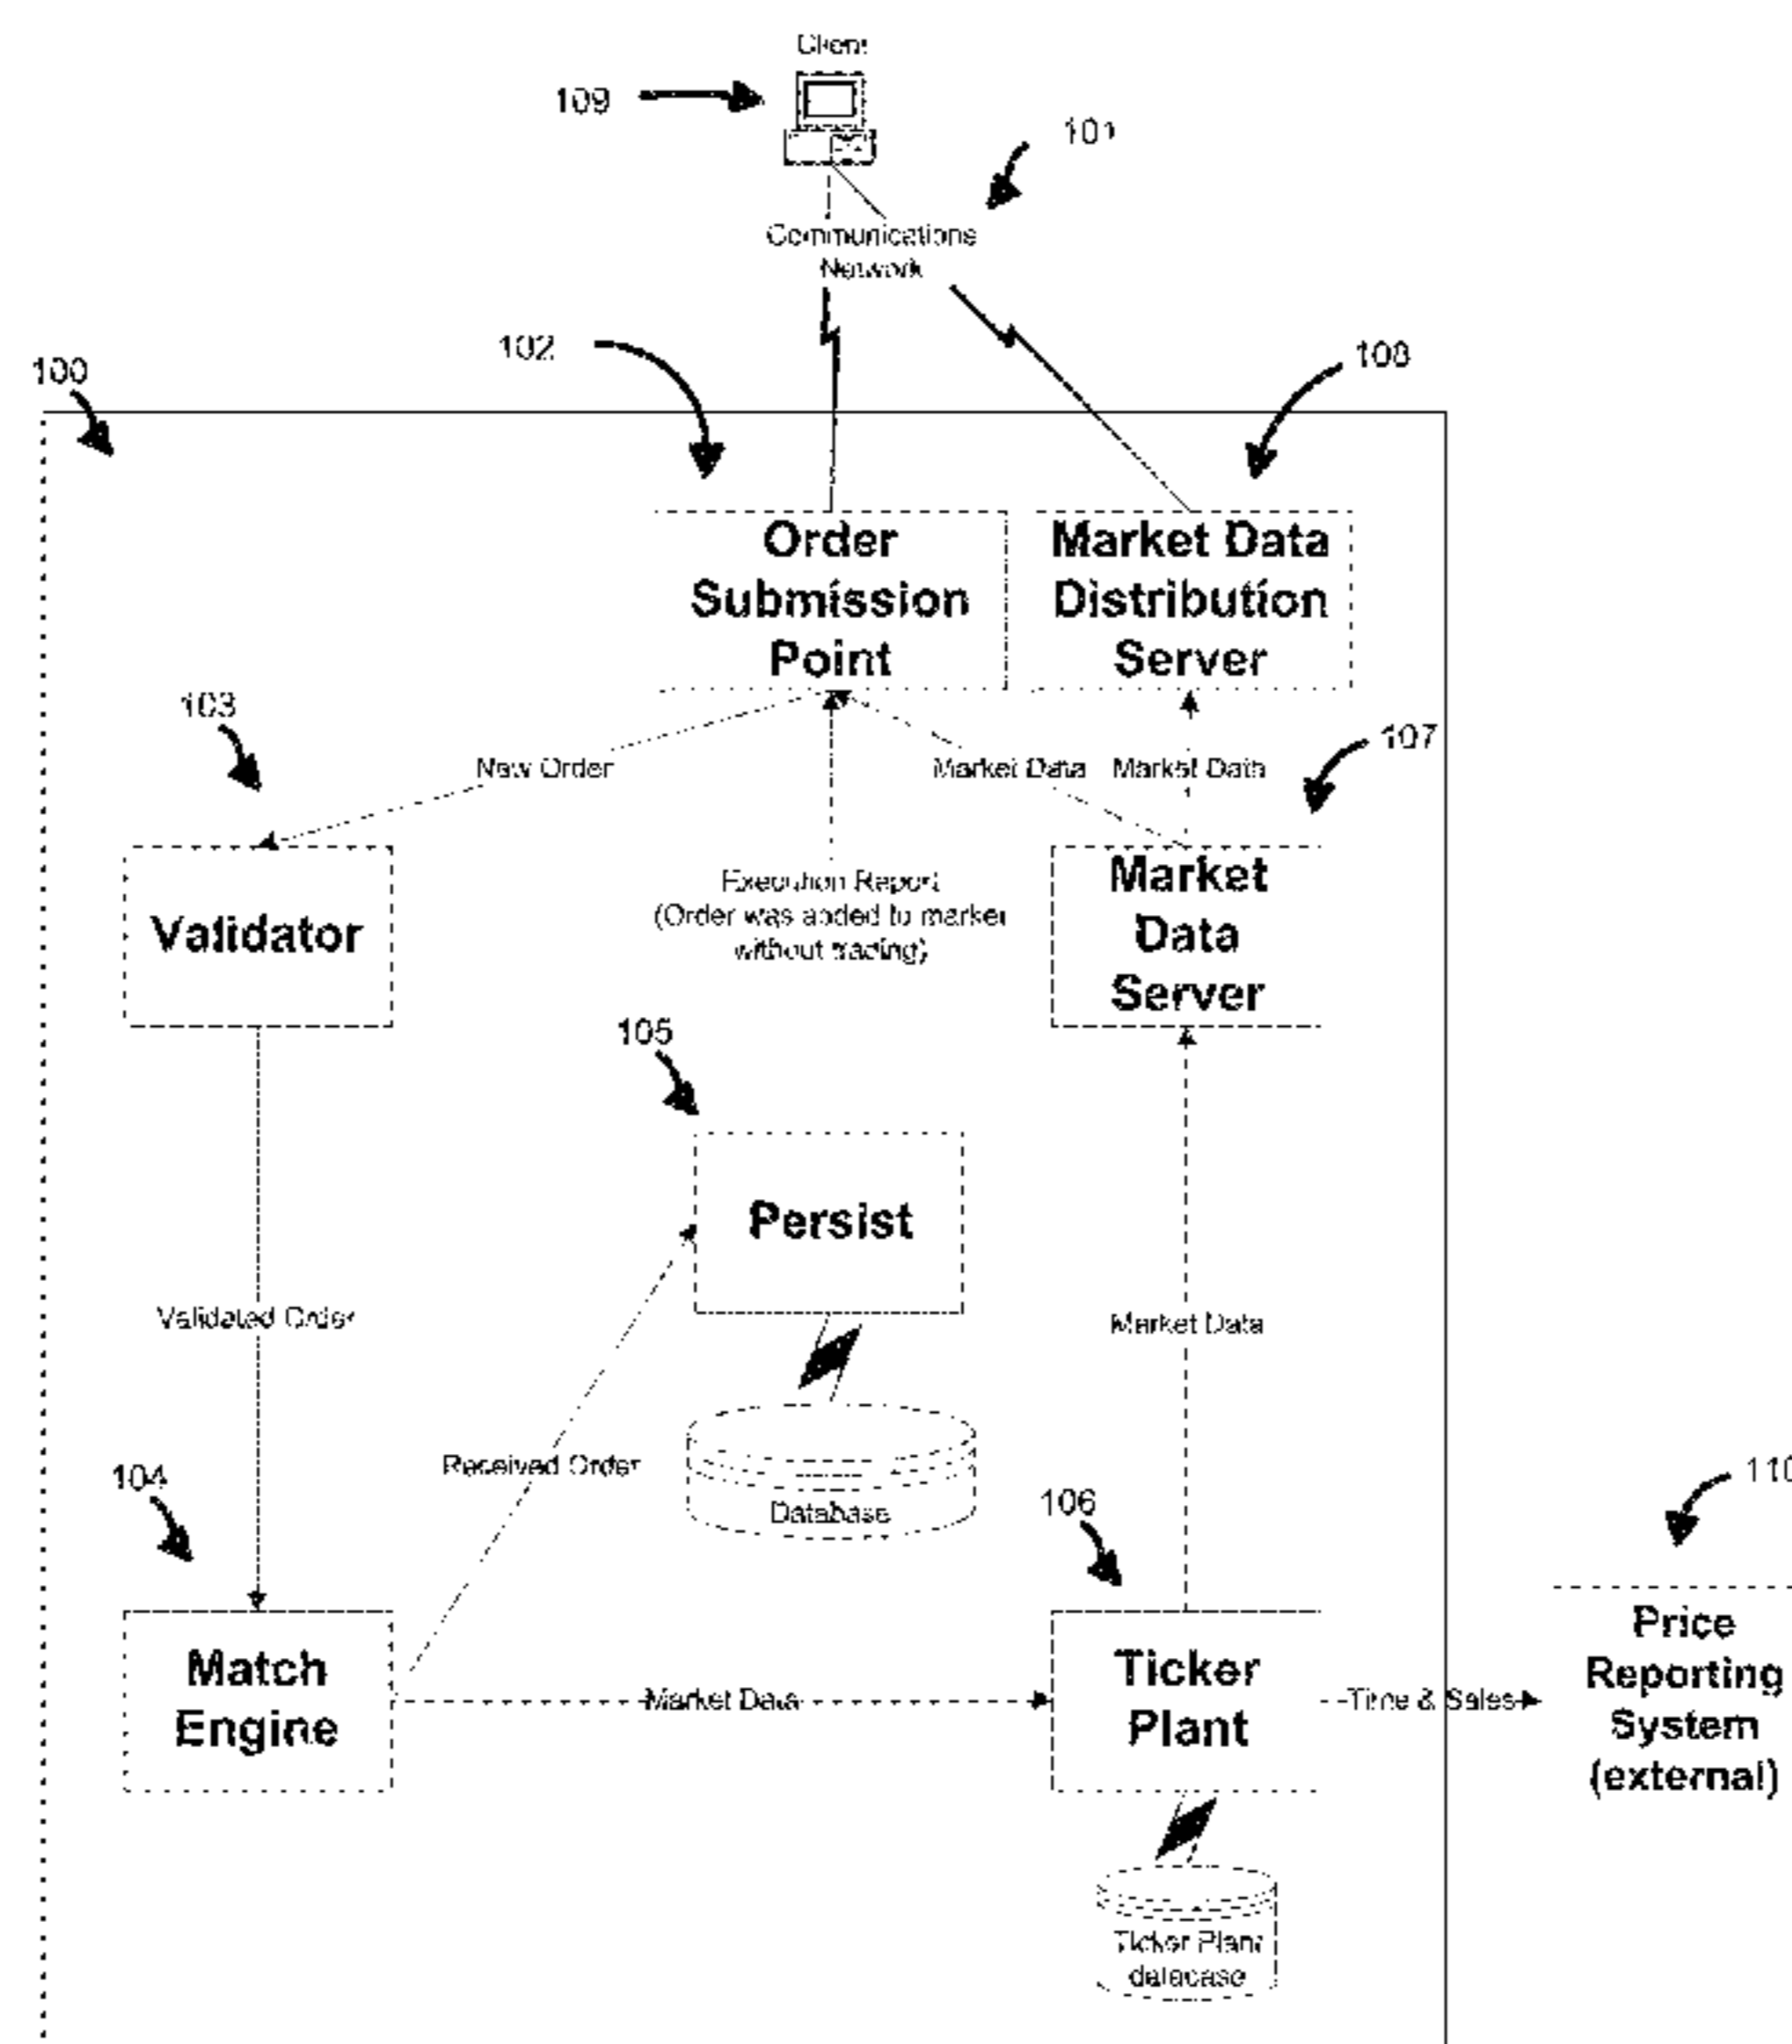 Client
109
101
Communications
Network
102
108
100
Order
Submission
Point
Market Data
Distribution
Server
103
107
New Order
Market Data
Market Data
Validator
Execution Report
(Order was added to market
without trading)
Market
Data
Server
105
Persist
Validated Order
Market Data
Received Order
Database
104
106
110
Match
Engine
Market Data
Ticker
Plant
Time & Sales
Price
Reporting
System
(external)
Ticker Plant
database